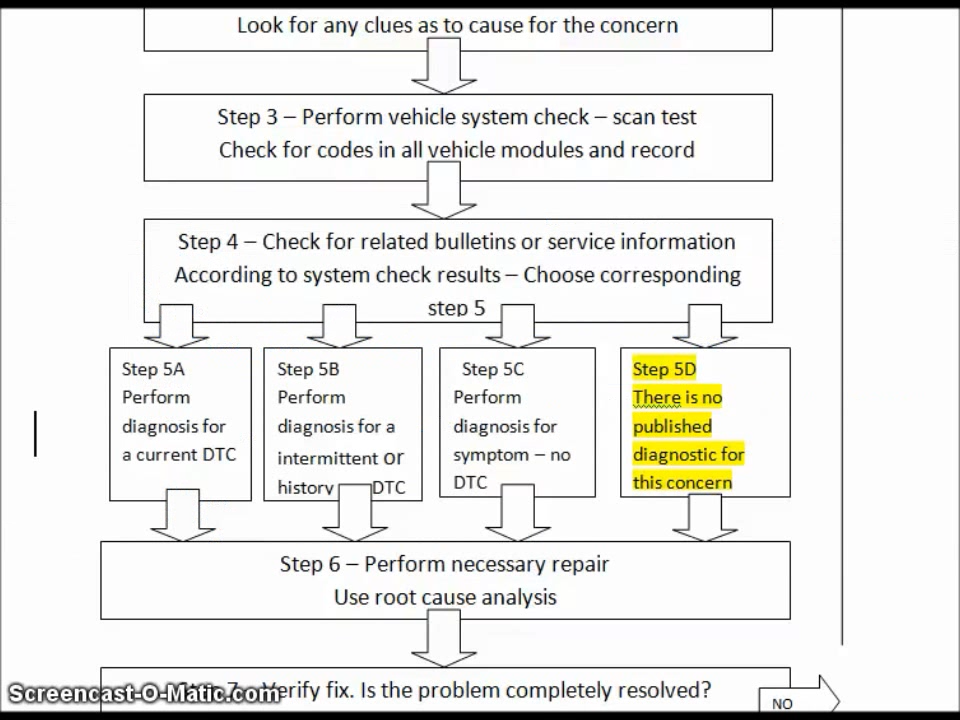 Look for any clues as to cause for the concern
Step 3 – Perform vehicle system check – scan test
Check for codes in all vehicle modules and record
Step 4 – Check for related bulletins or service information
According to system check results – Choose corresponding
step 5
Step 5A
Perform
diagnosis for
a current DTC
Step 5B
Perform
diagnosis for a
intermittent or
history DTC
Step 5C
Perform
diagnosis for
symptom – no
DTC
Step 5D
There is no
published
diagnostic for
this concern
Step 6 – Perform necessary repair
Use root cause analysis
7 – Verify fix. Is the problem completely resolved?
NO
Screencast-O-Matic.com